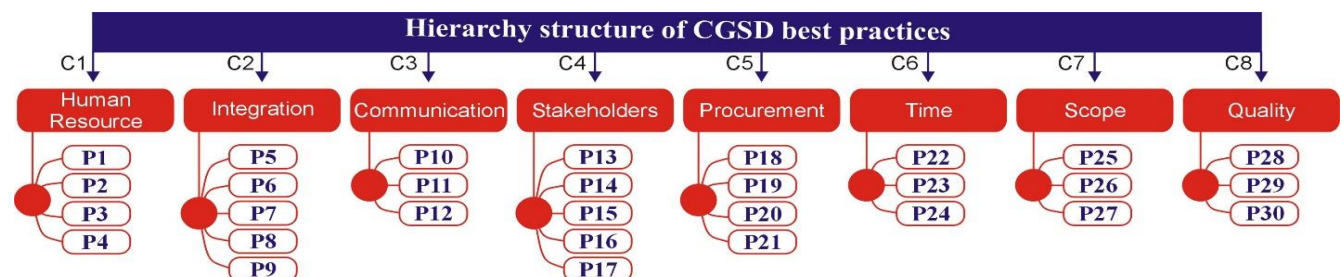 Hierarchy structure of CGSD best practices
C1
C2
C3
C4
C5
C6
C7
C8
Human
Resource
Integration
Communication
Stakeholders
Procurement
Time
Scope
Quality
P1
P2
P3
P4
P5
P6
P7
P8
P9
P10
P11
P12
P13
P14
P15
P16
P17
P18
P19
P20
P21
P22
P23
P24
P25
P26
P27
P28
P29
P30